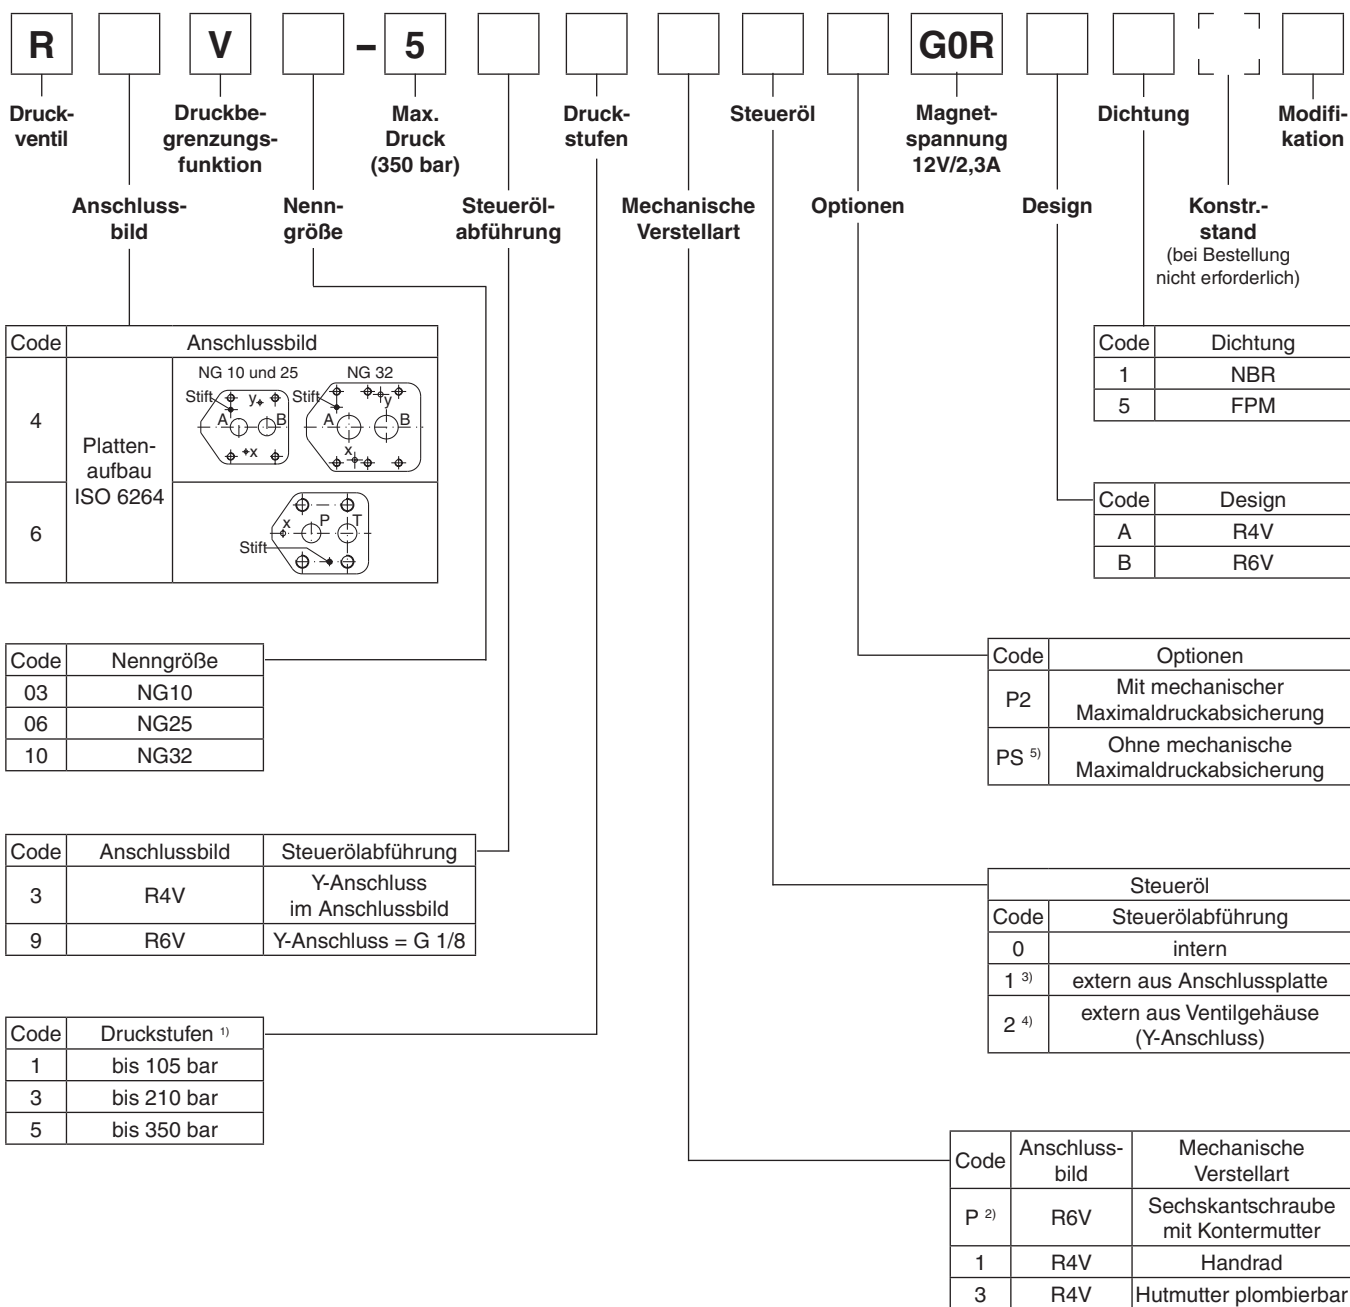 R V – 5 G0R
Druck-
ventil
Druckbe-
grenzungs-
funktion
Max.
Druck
(350 bar)
Druck-
stufen
Steueröl
Magnet-
spannung
12V/2,3A
Dichtung
Modifi-
kation
Anschluss-
bild
Nenn-
größe
Steueröl-
abführung
Mechanische
Verstellart
Optionen
Design
Konstr.-
stand
(bei Bestellung
nicht erforderlich)
Code Anschlussbild
4
Platten-
aufbau
ISO 6264
NG 10 und 25 NG 32
Stift y A B x
Stift y A B x
6
x P T
Stift
Code Dichtung
1 NBR
5 FPM
Code Design
A R4V
B R6V
Code Nenngröße
03 NG10
06 NG25
10 NG32
Code Optionen
P2 Mit mechanischer
Maximaldruckabsicherung
PS 5) Ohne mechanische
Maximaldruckabsicherung
Code Anschlussbild Steuerölabführung
3 R4V Y-Anschluss
im Anschlussbild
9 R6V Y-Anschluss = G 1/8
Steueröl
Code Steuerölabführung
0 intern
1 3) extern aus Anschlussplatte
2 4) extern aus Ventilgehäuse
(Y-Anschluss)
Code Druckstufen 1)
1 bis 105 bar
3 bis 210 bar
5 bis 350 bar
Code Anschluss-
bild
Mechanische
Verstellart
P 2) R6V Sechskantschraube
mit Kontermutter
1 R4V Handrad
3 R4V Hutmutter plombierbar